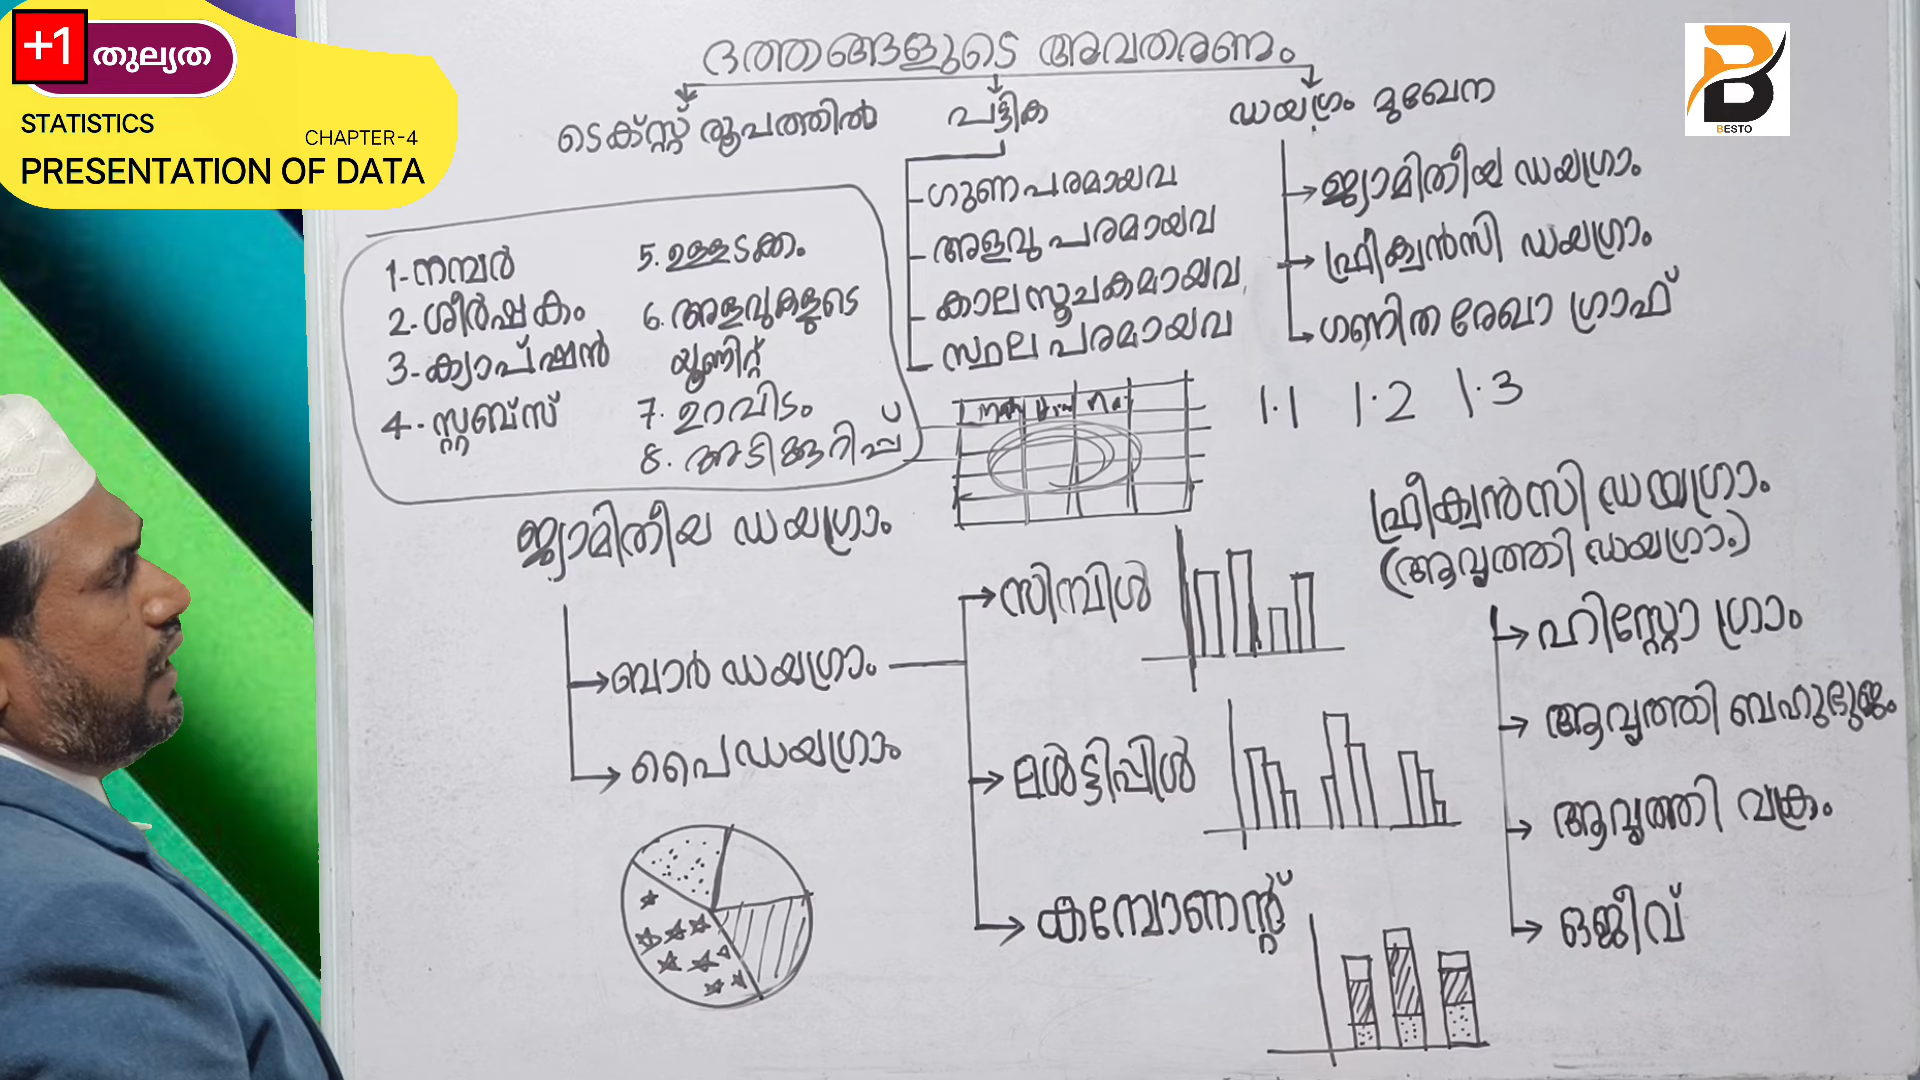 +1
തുല്യത
STATISTICS
CHAPTER-4
PRESENTATION OF DATA
BESTO
ദത്തങ്ങളുടെ അവതരണം
ടെക്സ്റ്റ് രൂപത്തിൽ
പട്ടിക
ഡയഗ്രം മുഖേന
ഗുണപരമായവ
അളവു പരമായവ
കാലസൂചകമായവ
സ്ഥല പരമായവ
ജ്യാമിതീയ ഡയഗ്രാം
ഫ്രീക്വൻസി ഡയഗ്രാം
ഗണിത രേഖാ ഗ്രാഫ്
1-നമ്പർ
2-ശീർഷകം
3-ക്യാപ്ഷൻ
4-സ്റ്റബ്സ്
5. ഉള്ളടക്കം
6. അളവുകളുടെ
യൂണിറ്റ്
7. ഉറവിടം
8. അടിക്കുറിപ്പ്
1.1 1.2 1.3
ജ്യാമിതീയ ഡയഗ്രാം
ബാർ ഡയഗ്രാം
പൈഡയഗ്രാം
സിമ്പിൾ
മൾട്ടിപ്പിൾ
കമ്പോണന്റ്
ഫ്രീക്വൻസി ഡയഗ്രാം
(ആവൃത്തി ഡയഗ്രാം)
ഹിസ്റ്റോഗ്രാം
ആവൃത്തി ബഹുഭുജം
ആവൃത്തി വക്രം
ഒജീവ്